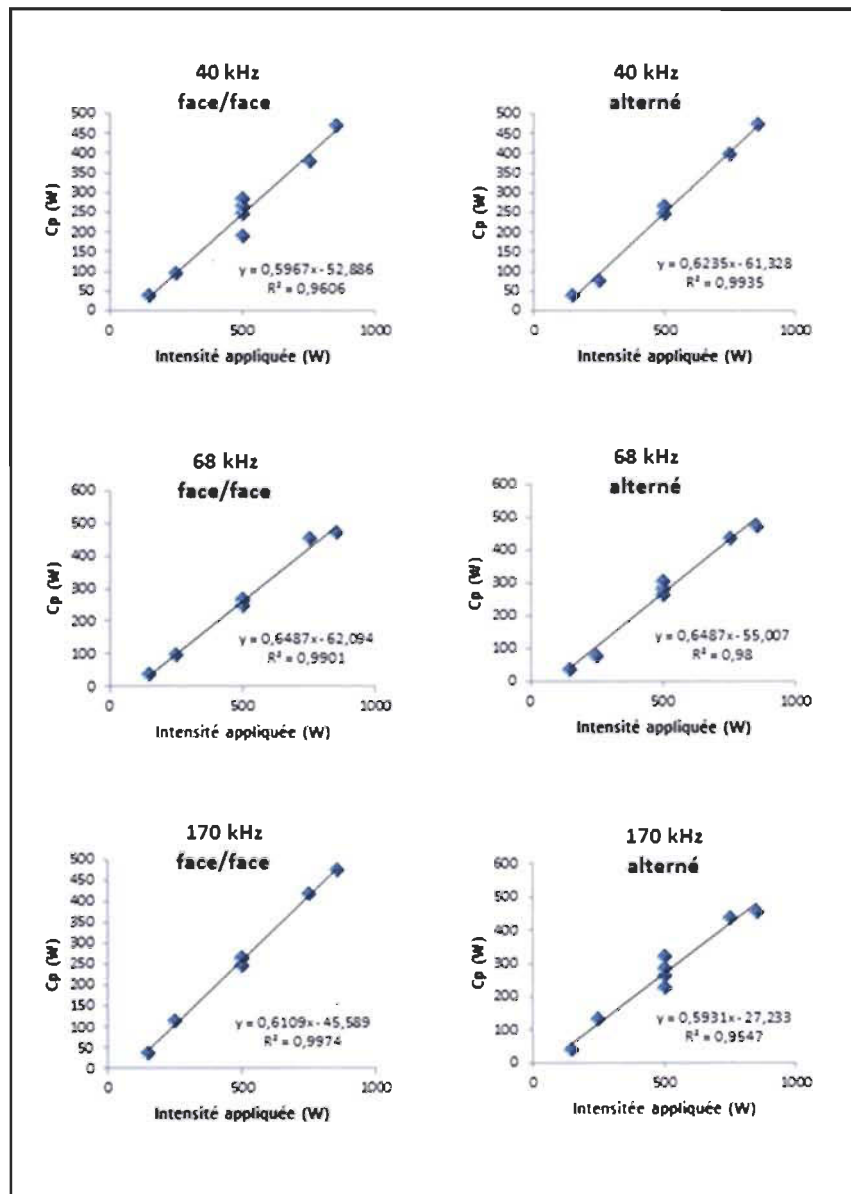 40 kHz
face/face
500
450
400
350
300
250
200
150
100
50
0
Cp (W)
y = 0,5967x - 52,886
R² = 0,9606
0 500 1000
Intensité appliquée (W)
40 kHz
alterné
500
450
400
350
300
250
200
150
100
50
0
Cp (W)
y = 0,6235x - 61,328
R² = 0,9935
0 500 1000
Intensité appliquée (W)
68 kHz
face/face
600
500
400
300
200
100
0
Cp (W)
y = 0,6487x - 62,094
R² = 0,9901
0 500 1000
Intensité appliquée (W)
68 kHz
alterné
600
500
400
300
200
100
0
Cp (W)
y = 0,6487x - 55,007
R² = 0,98
0 500 1000
Intensité appliquée (W)
170 kHz
face/face
500
450
400
350
300
250
200
150
100
50
0
Cp (W)
y = 0,6109x - 45,589
R² = 0,9974
0 500 1000
Intensité appliquée (W)
170 kHz
alterné
600
500
400
300
200
100
0
Cp (W)
y = 0,5931x - 27,233
R² = 0,9547
0 500 1000
Intensitée appliquée (W)